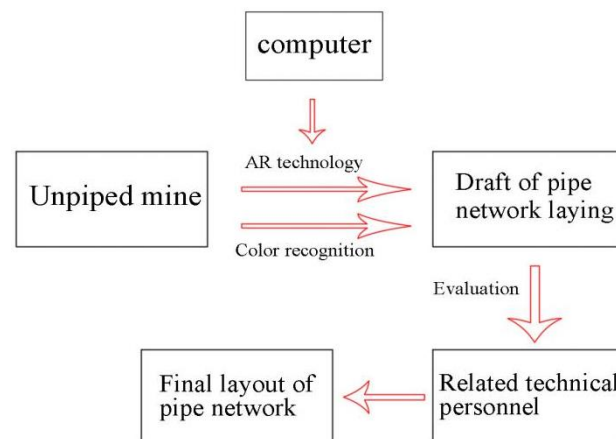 computer
AR technology
Unpiped mine
Color recognition
Draft of pipe
network laying
Evaluation
Final layout of
pipe network
Related technical
personnel